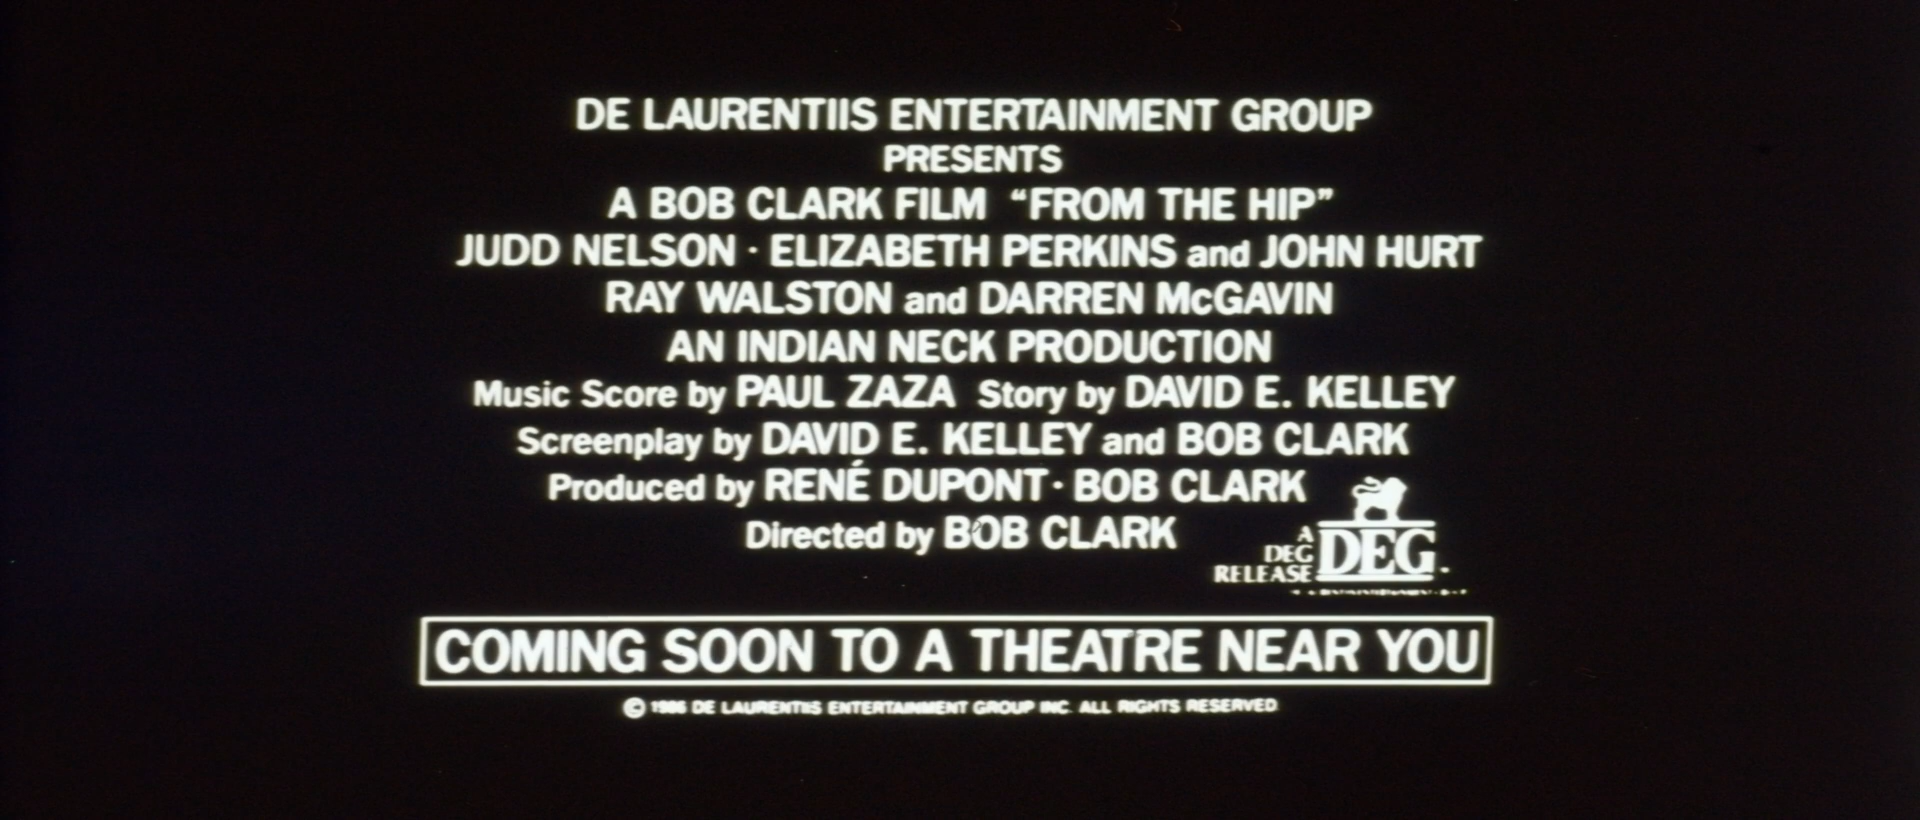 DE LAURENTIIS ENTERTAINMENT GROUP
PRESENTS
A BOB CLARK FILM "FROM THE HIP"
JUDD NELSON · ELIZABETH PERKINS and JOHN HURT
RAY WALSTON and DARREN McGAVIN
AN INDIAN NECK PRODUCTION
Music Score by PAUL ZAZA Story by DAVID E. KELLEY
Screenplay by DAVID E. KELLEY and BOB CLARK
Produced by RENÉ DUPONT · BOB CLARK
Directed by BOB CLARK
A
DEG
RELEASE
DEG
COMING SOON TO A THEATRE NEAR YOU
© 1986 DE LAURENTIIS ENTERTAINMENT GROUP INC. ALL RIGHTS RESERVED